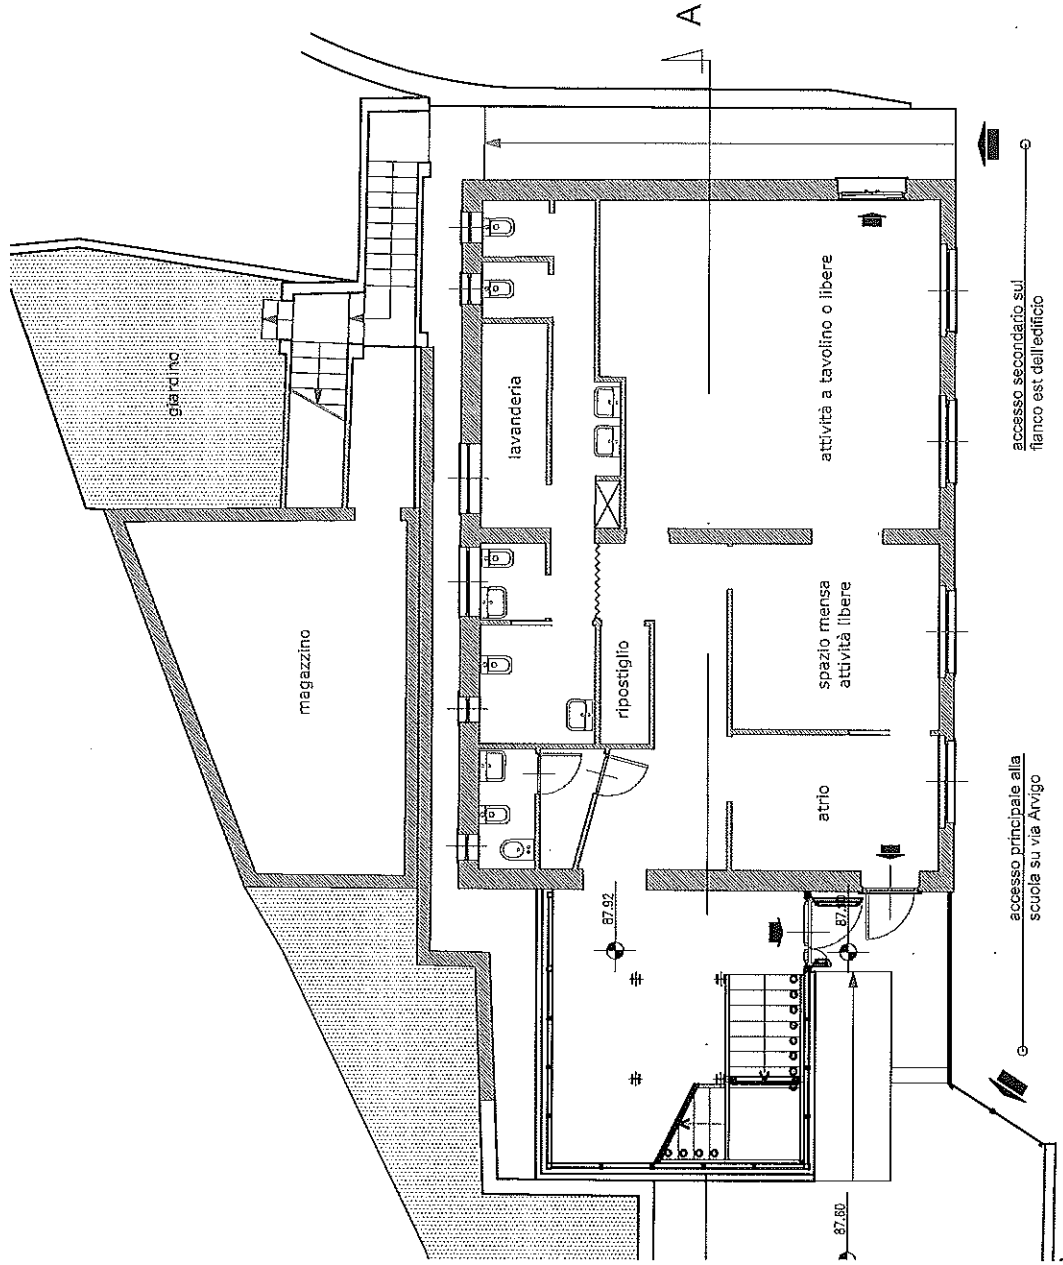 A
giardino
lavanderia
attività a tavolino o libere
accesso secondario sul
fianco est dell'edificio
magazzino
ripostiglio
spazio mensa
attività libere
atrio
accesso principale alla
scuola su via Arvigo
87.92
87.60